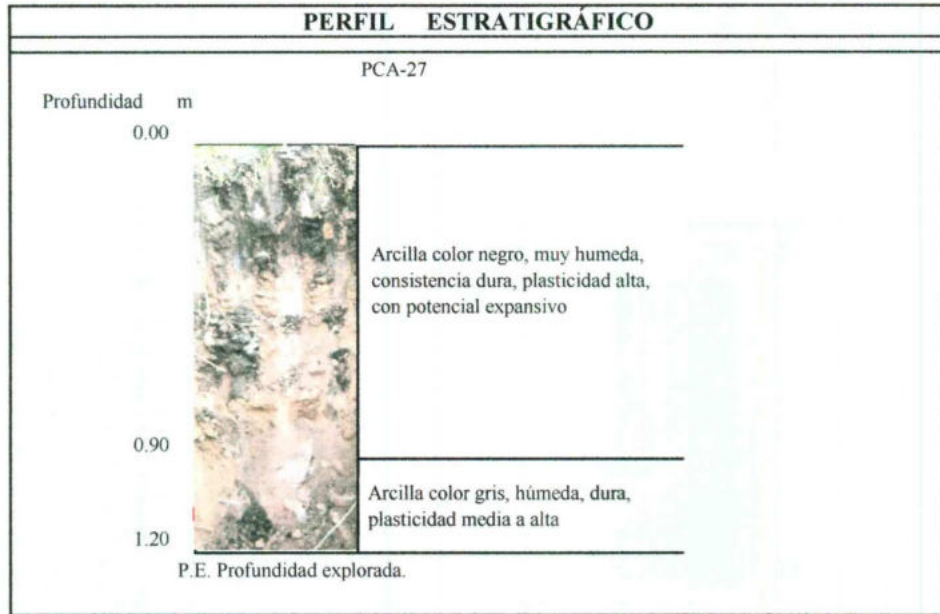 PERFIL ESTRATIGRÁFICO
PCA-27
Profundidad m
0.00
Arcilla color negro, muy humeda,
consistencia dura, plasticidad alta,
con potencial expansivo
0.90
Arcilla color gris, húmeda, dura,
plasticidad media a alta
1.20
P.E. Profundidad explorada.